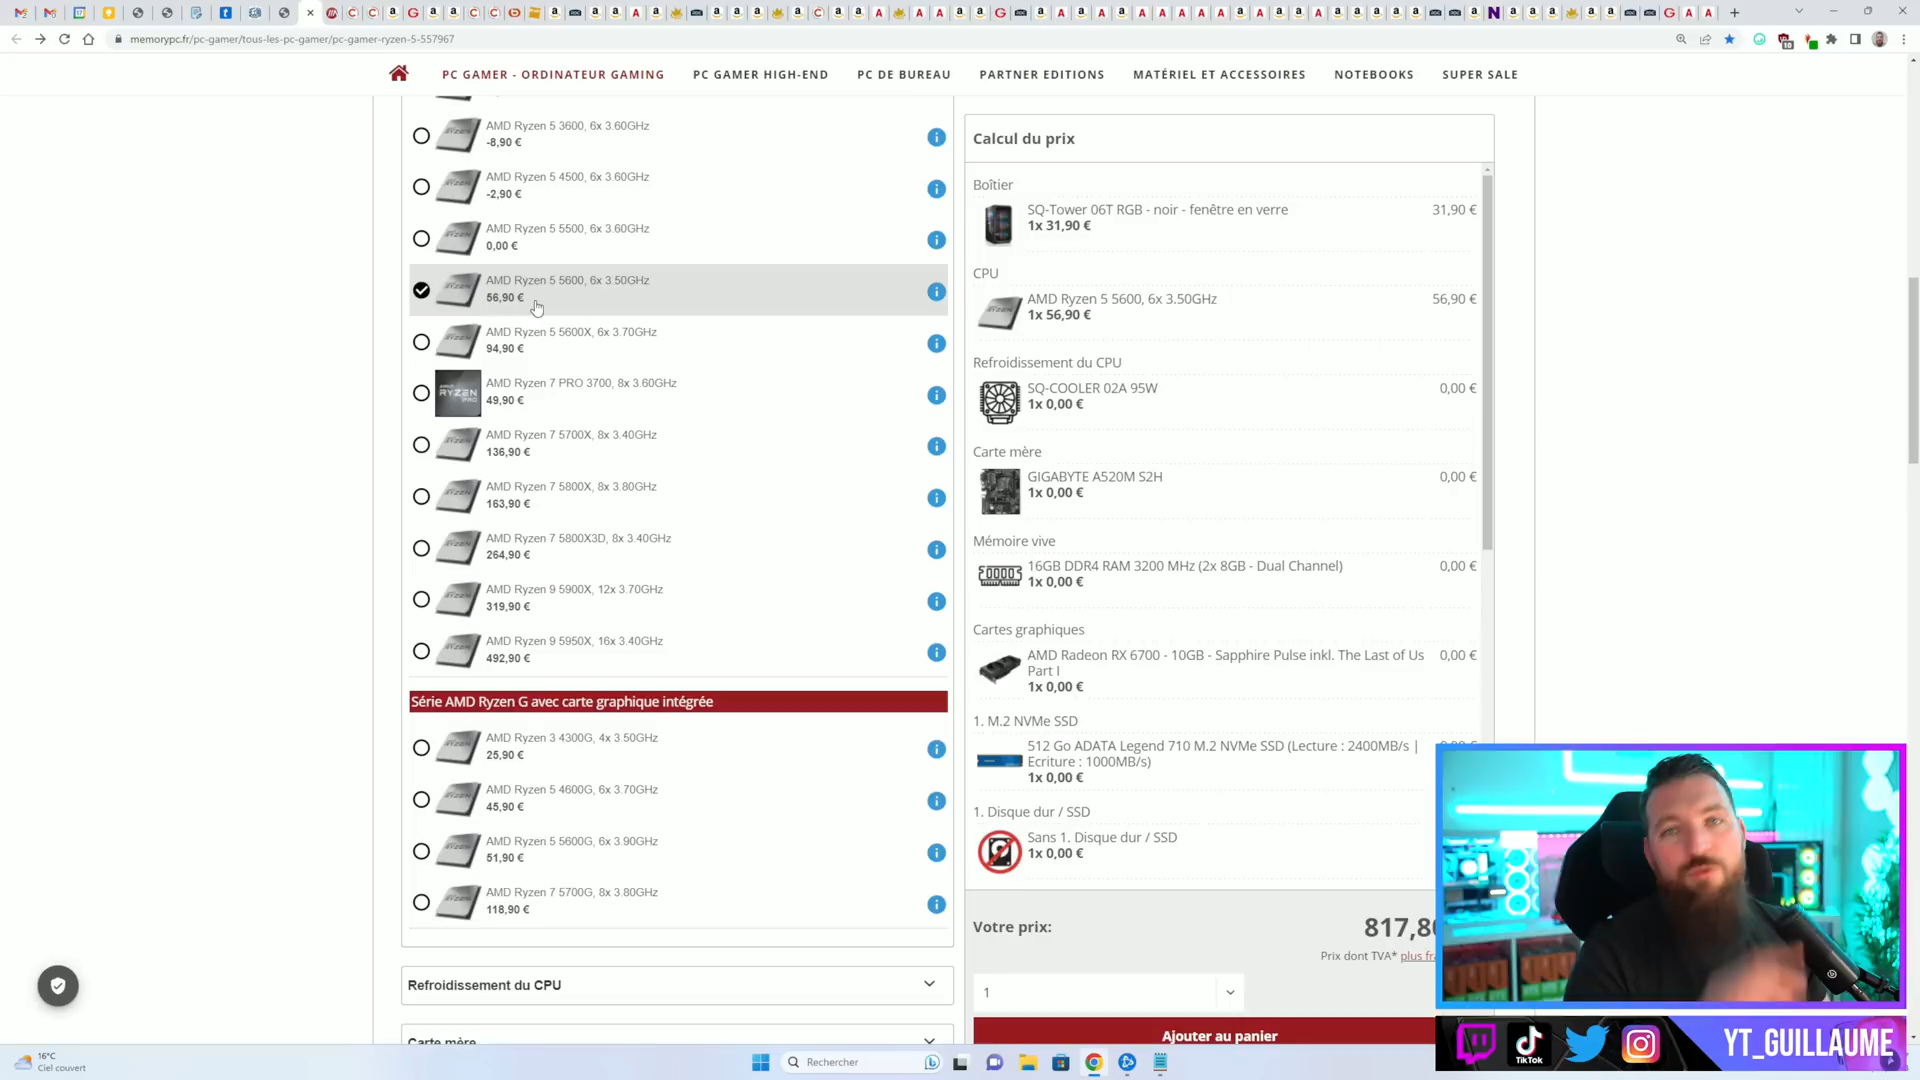 memorypc.fr/pc-gamer/tous-les-pc-gamer/pc-gamer-ryzen-5-557967
PC GAMER - ORDINATEUR GAMING
PC GAMER HIGH-END
PC DE BUREAU
PARTNER EDITIONS
MATÉRIEL ET ACCESSOIRES
NOTEBOOKS
SUPER SALE
AMD Ryzen 5 3600, 6x 3.60GHz
-8,90 €
AMD Ryzen 5 4500, 6x 3.60GHz
-2,90 €
AMD Ryzen 5 5500, 6x 3.60GHz
0,00 €
AMD Ryzen 5 5600, 6x 3.50GHz
56,90 €
AMD Ryzen 5 5600X, 6x 3.70GHz
94,90 €
AMD Ryzen 7 PRO 3700, 8x 3.60GHz
49,90 €
AMD Ryzen 7 5700X, 8x 3.40GHz
136,90 €
AMD Ryzen 7 5800X, 8x 3.80GHz
163,90 €
AMD Ryzen 7 5800X3D, 8x 3.40GHz
264,90 €
AMD Ryzen 9 5900X, 12x 3.70GHz
319,90 €
AMD Ryzen 9 5950X, 16x 3.40GHz
492,90 €
Série AMD Ryzen G avec carte graphique intégrée
AMD Ryzen 3 4300G, 4x 3.50GHz
25,90 €
AMD Ryzen 5 4600G, 6x 3.70GHz
45,90 €
AMD Ryzen 5 5600G, 6x 3.90GHz
51,90 €
AMD Ryzen 7 5700G, 8x 3.80GHz
118,90 €
Refroidissement du CPU
Carte mère
Calcul du prix
Boîtier
SQ-Tower 06T RGB - noir - fenêtre en verre 31,90 €
1x 31,90 €
CPU
AMD Ryzen 5 5600, 6x 3.50GHz 56,90 €
1x 56,90 €
Refroidissement du CPU
SQ-COOLER 02A 95W 0,00 €
1x 0,00 €
Carte mère
GIGABYTE A520M S2H 0,00 €
1x 0,00 €
Mémoire vive
16GB DDR4 RAM 3200 MHz (2x 8GB - Dual Channel) 0,00 €
1x 0,00 €
Cartes graphiques
AMD Radeon RX 6700 - 10GB - Sapphire Pulse inkl. The Last of Us 0,00 €
Part I
1x 0,00 €
1. M.2 NVMe SSD
512 Go ADATA Legend 710 M.2 NVMe SSD (Lecture : 2400MB/s |
Ecriture : 1000MB/s)
1x 0,00 €
1. Disque dur / SSD
Sans 1. Disque dur / SSD
1x 0,00 €
Votre prix: 817,80
Prix dont TVA* plus fr
1
Ajouter au panier
TikTok
YT_GUILLAUME
16°C
Ciel couvert
Rechercher